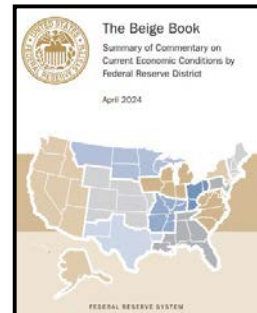 The Beige Book
Summary of Commentary on
Current Economic Conditions by
Federal Reserve District
April 2024
FEDERAL RESERVE SYSTEM